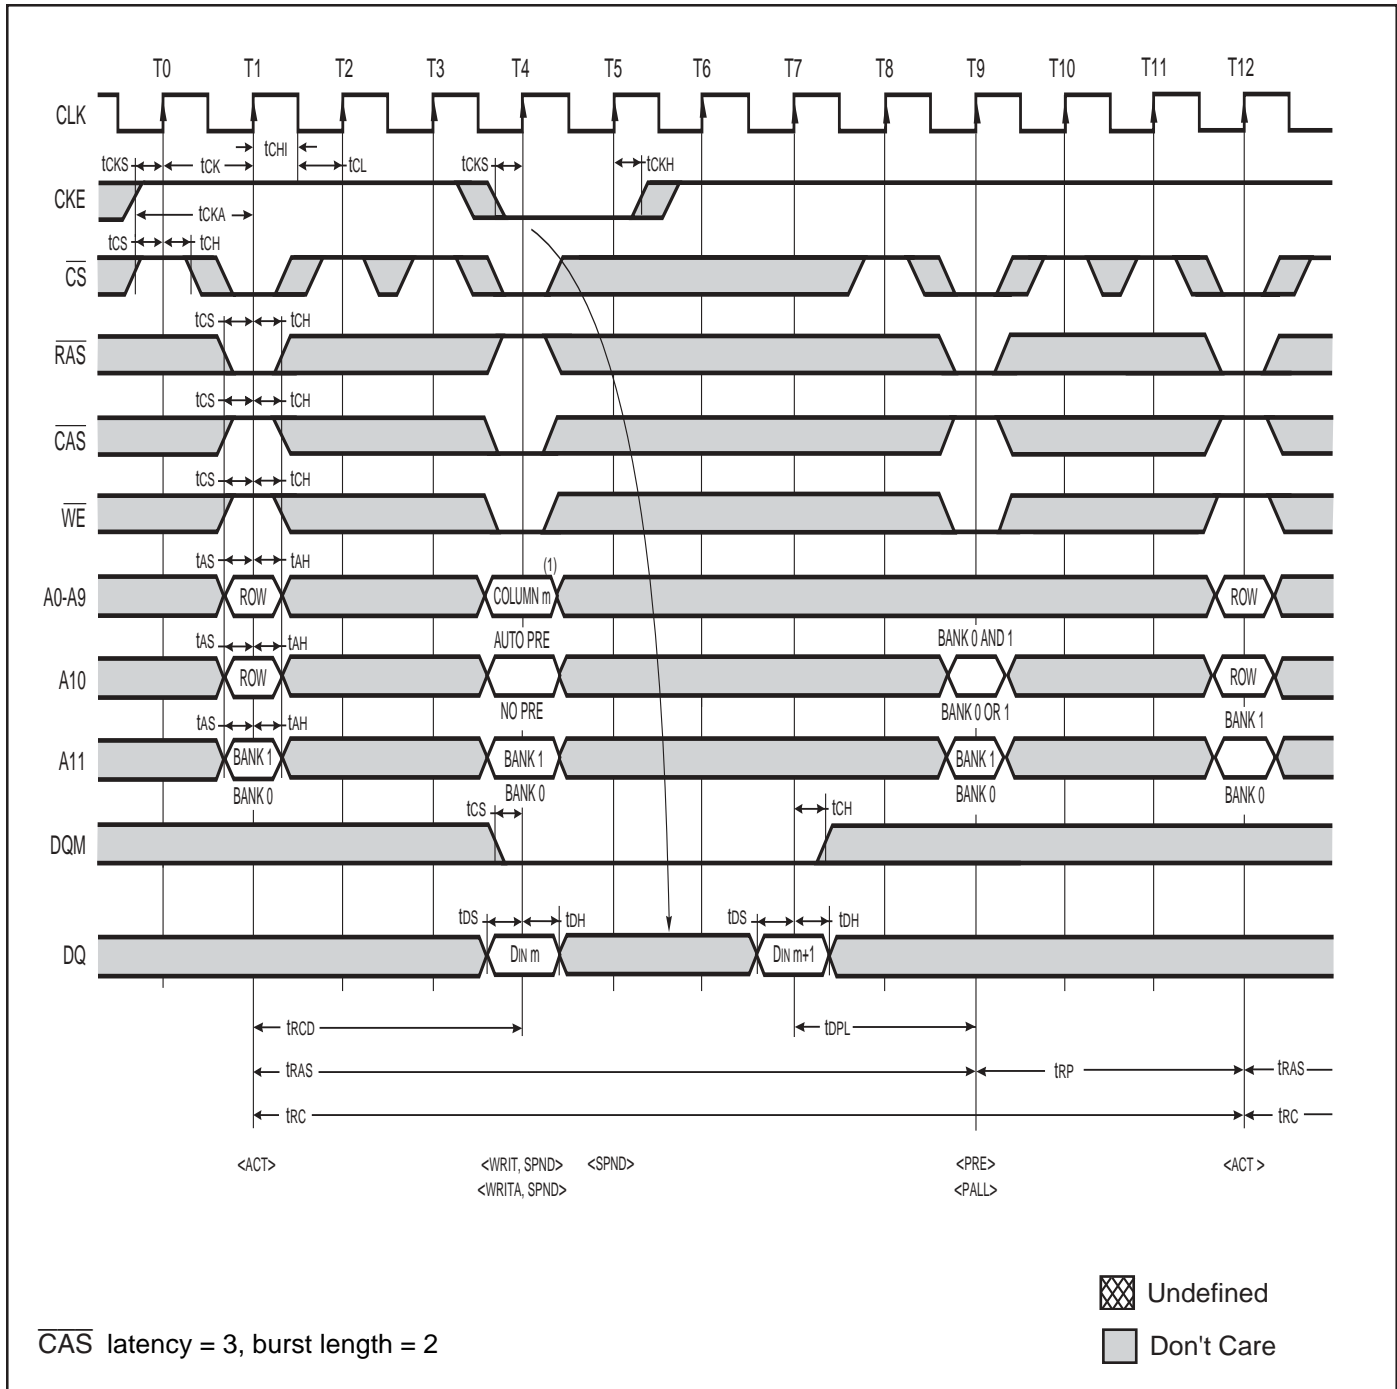 T0 T1 T2 T3 T4 T5 T6 T7 T8 T9 T10 T11 T12
CLK
tCHI
tCKS tCK tCL tCKS tCKH
CKE
tCKA
tCS tCH
CS
tCS tCH
RAS
tCS tCH
CAS
tCS tCH
WE
tAS tAH (1)
A0-A9 ROW COLUMN m ROW
tAS tAH AUTO PRE BANK 0 AND 1
A10 ROW ROW
NO PRE BANK 0 OR 1 BANK 1
tAS tAH
A11 BANK 1 BANK 1 BANK 1
BANK 0 BANK 0 BANK 0 BANK 0
tCS tCH
DQM
tDS tDH tDS tDH
DQ DIN m DIN m+1
tRCD tDPL
tRAS tRP tRAS
tRC tRC
<ACT> <WRIT, SPND> <SPND> <PRE> <ACT >
<WRITA, SPND> <PALL>
Undefined
CAS latency = 3, burst length = 2 Don't Care